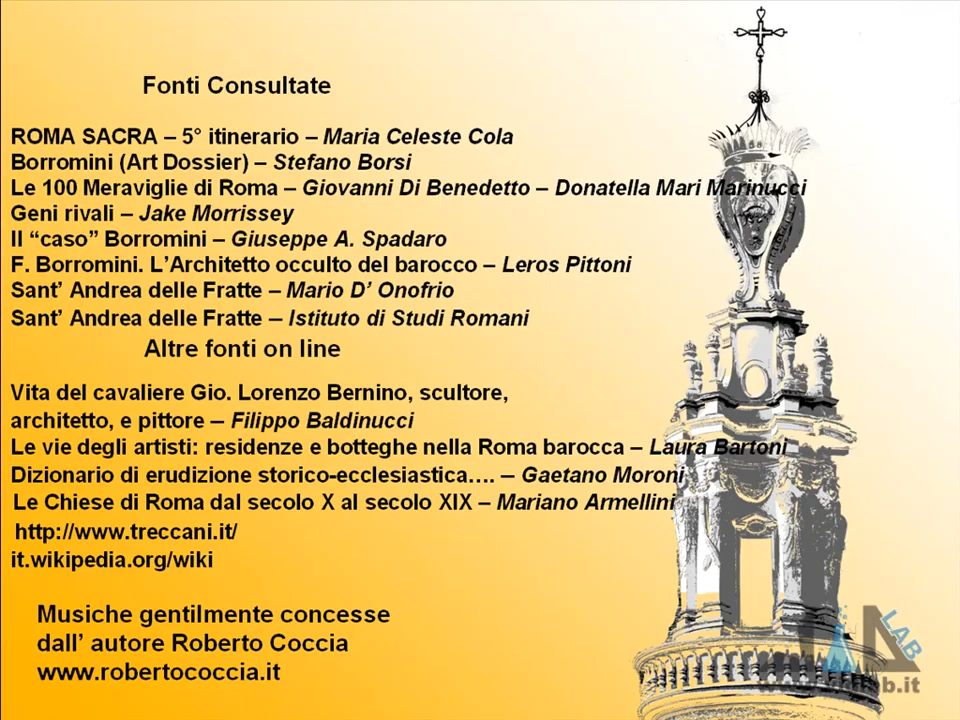 Fonti Consultate
ROMA SACRA – 5° itinerario – Maria Celeste Cola
Borromini (Art Dossier) – Stefano Borsi
Le 100 Meraviglie di Roma – Giovanni Di Benedetto – Donatella Mari Marinucci
Geni rivali – Jake Morrissey
Il “caso” Borromini – Giuseppe A. Spadaro
F. Borromini. L’Architetto occulto del barocco – Leros Pittoni
Sant’ Andrea delle Fratte – Mario D’ Onofrio
Sant’ Andrea delle Fratte – Istituto di Studi Romani
Altre fonti on line
Vita del cavaliere Gio. Lorenzo Bernino, scultore,
architetto, e pittore – Filippo Baldinucci
Le vie degli artisti: residenze e botteghe nella Roma barocca – Laura Bartoni
Dizionario di erudizione storico-ecclesiastica…. – Gaetano Moroni
Le Chiese di Roma dal secolo X al secolo XIX – Mariano Armellini
http://www.treccani.it/
it.wikipedia.org/wiki
Musiche gentilmente concesse
dall’ autore Roberto Coccia
www.robertococcia.it
LAB